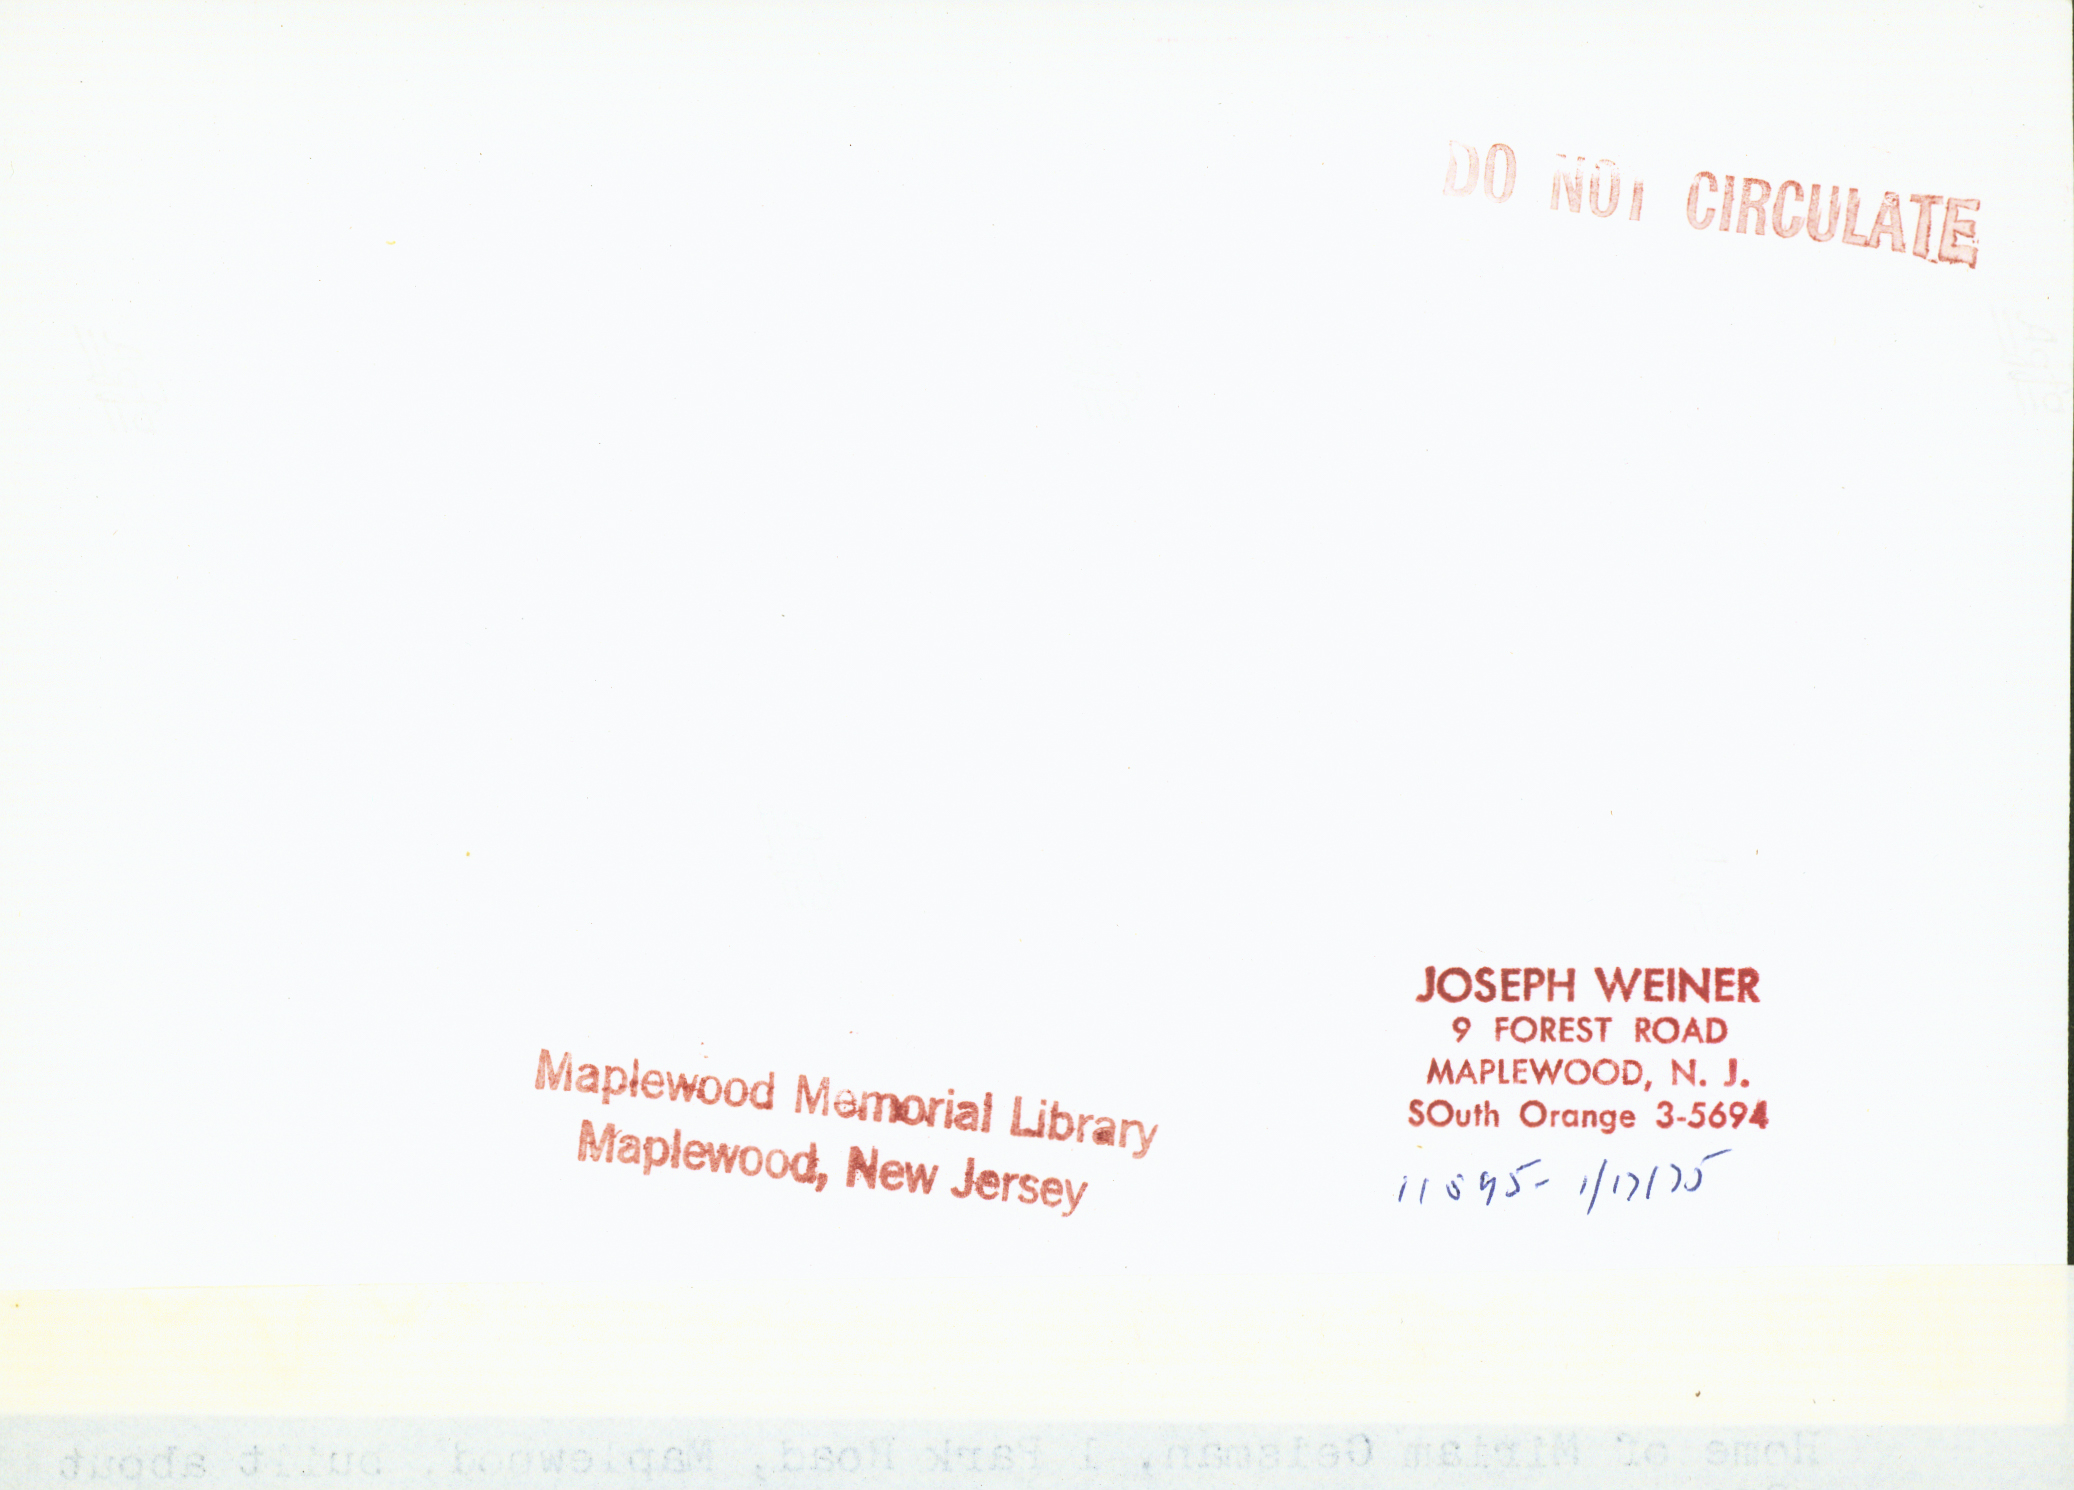 DO NOT CIRCULATE
JOSEPH WEINER
9 FOREST ROAD
MAPLEWOOD, N. J.
SOuth Orange 3-5694
Maplewood Memorial Library
Maplewood, New Jersey
11595- 1/17/75
Home of Miriam Geisman, 1 Park Road, Maplewood, built about